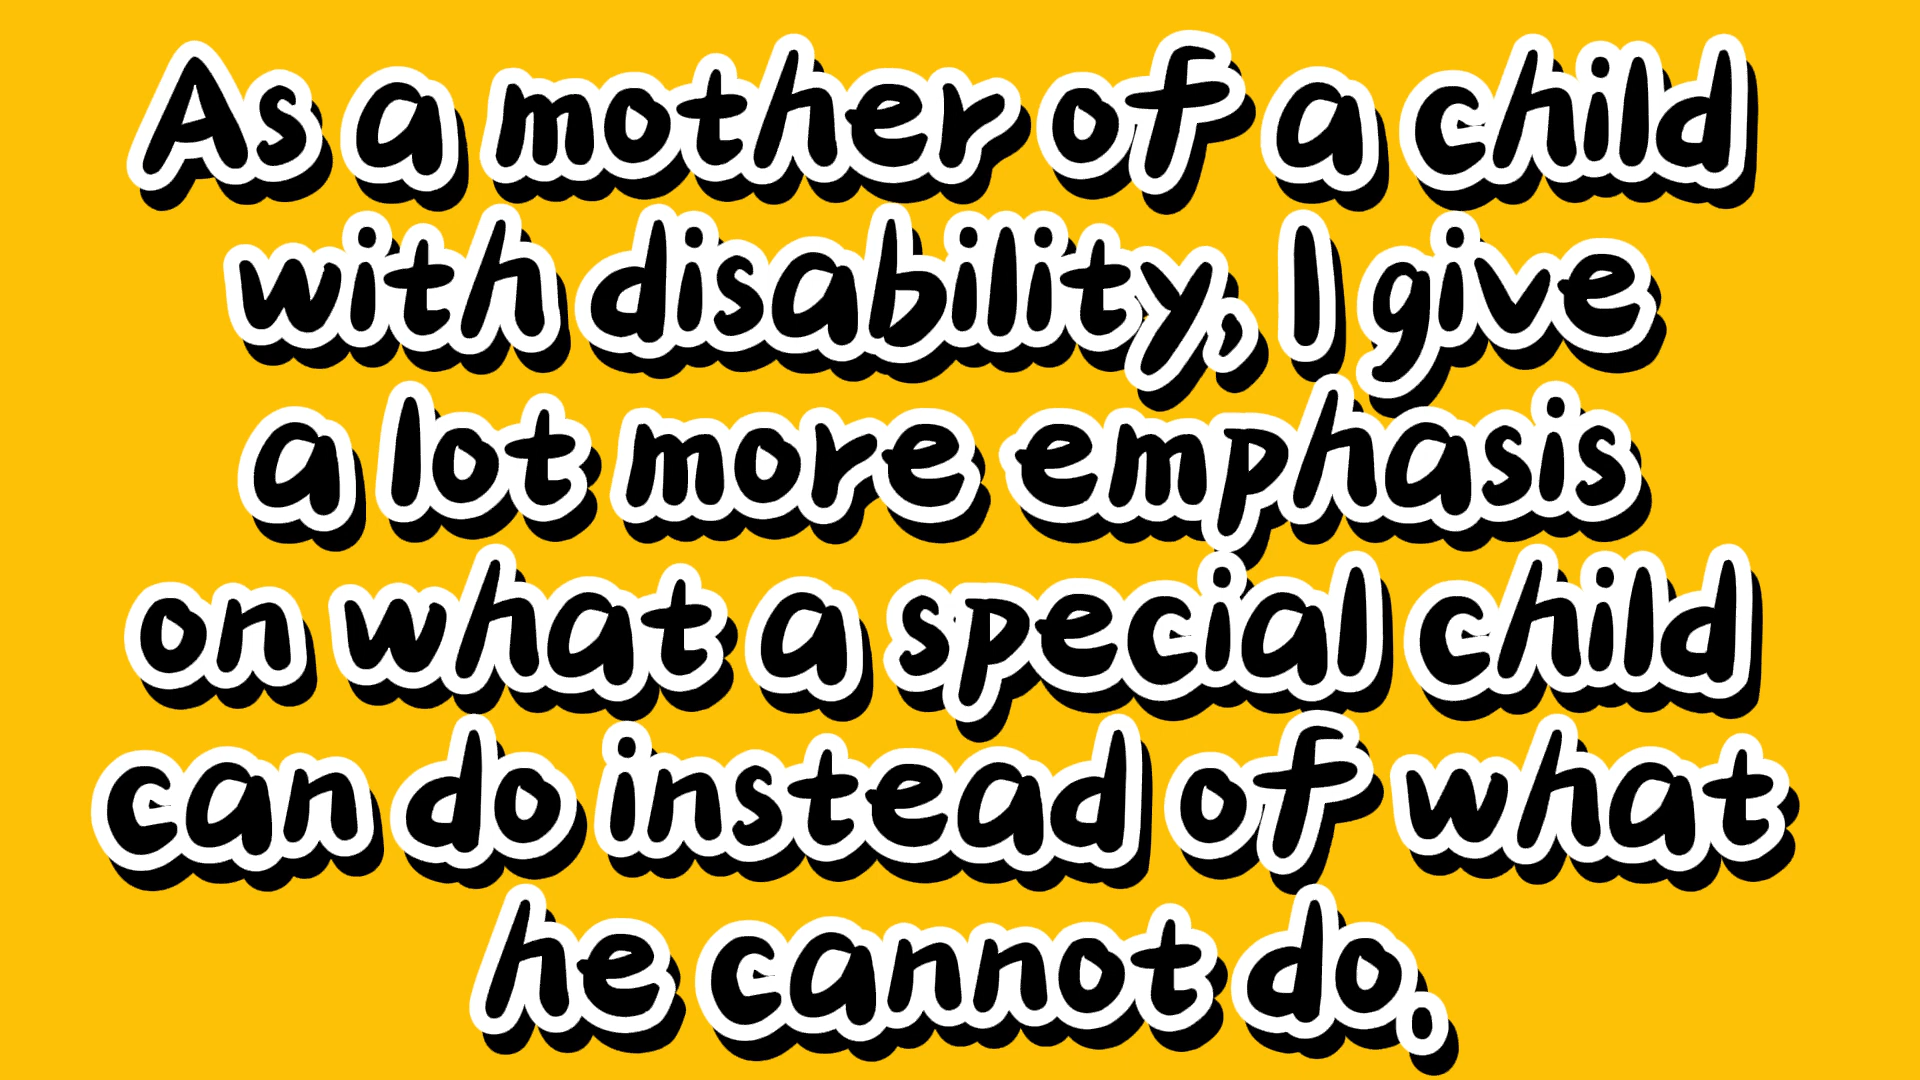 As a mother of a child
with disability, I give
a lot more emphasis
on what a special child
can do instead of what
he cannot do.